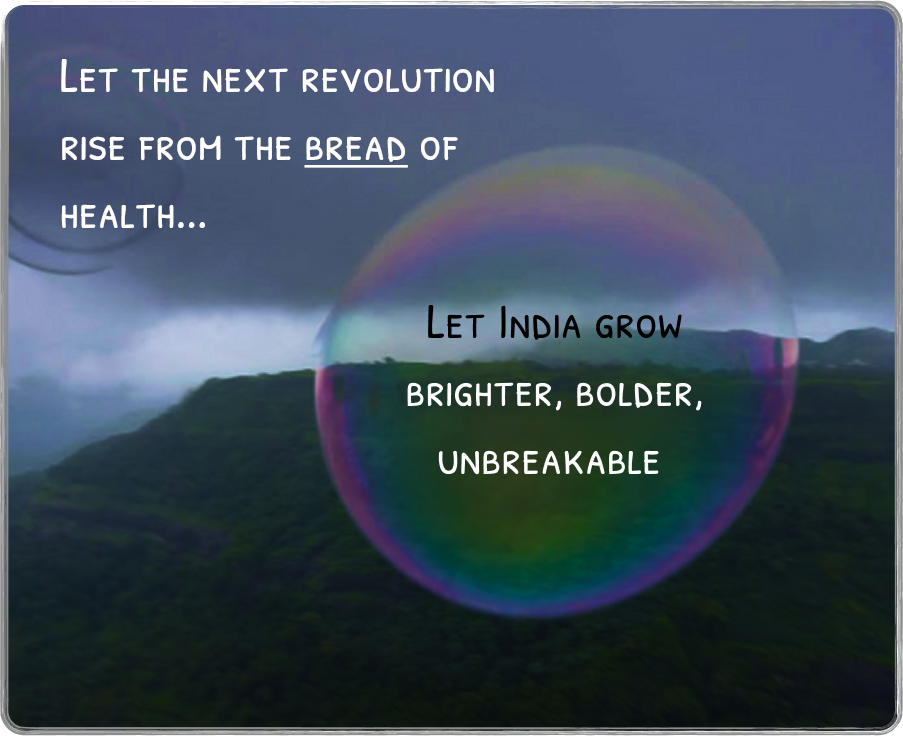 Let the next revolution
rise from the bread of
health...
Let India grow
brighter, bolder,
unbreakable